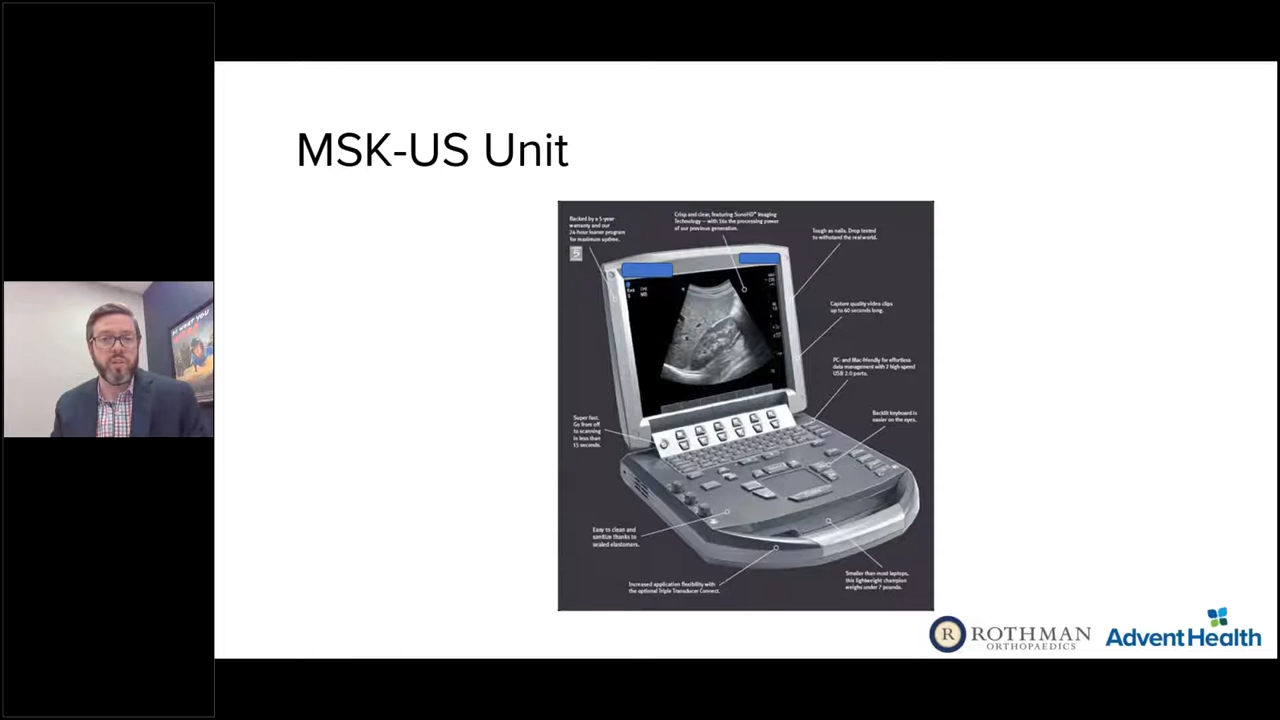 MSK-US Unit
Backed by a 5-year
warranty and our
24 hour loaner program
for maximum uptime.
5
Crisp and clear, featuring SonoHD™ Imaging
Technology—with 16x the processing power
of our previous generation.
Tough as nails. Drop tested
to withstand the real world.
Capture quality video clips
up to 60 seconds long.
PC- and Mac-friendly for effortless
data management with 2 high-speed
USB 2.0 ports.
Backlit keyboard is
easier on the eyes.
Super fast.
Go from off
to scanning
in less than
15 seconds.
Easy to clean and
sanitize thanks to
sealed elastomers.
Increased application flexibility with
the optional Triple Transducer Connect.
Smaller than most laptops,
this lightweight champion
weighs under 7 pounds.
WHAT YOU
R ROTHMAN
ORTHOPAEDICS
AdventHealth